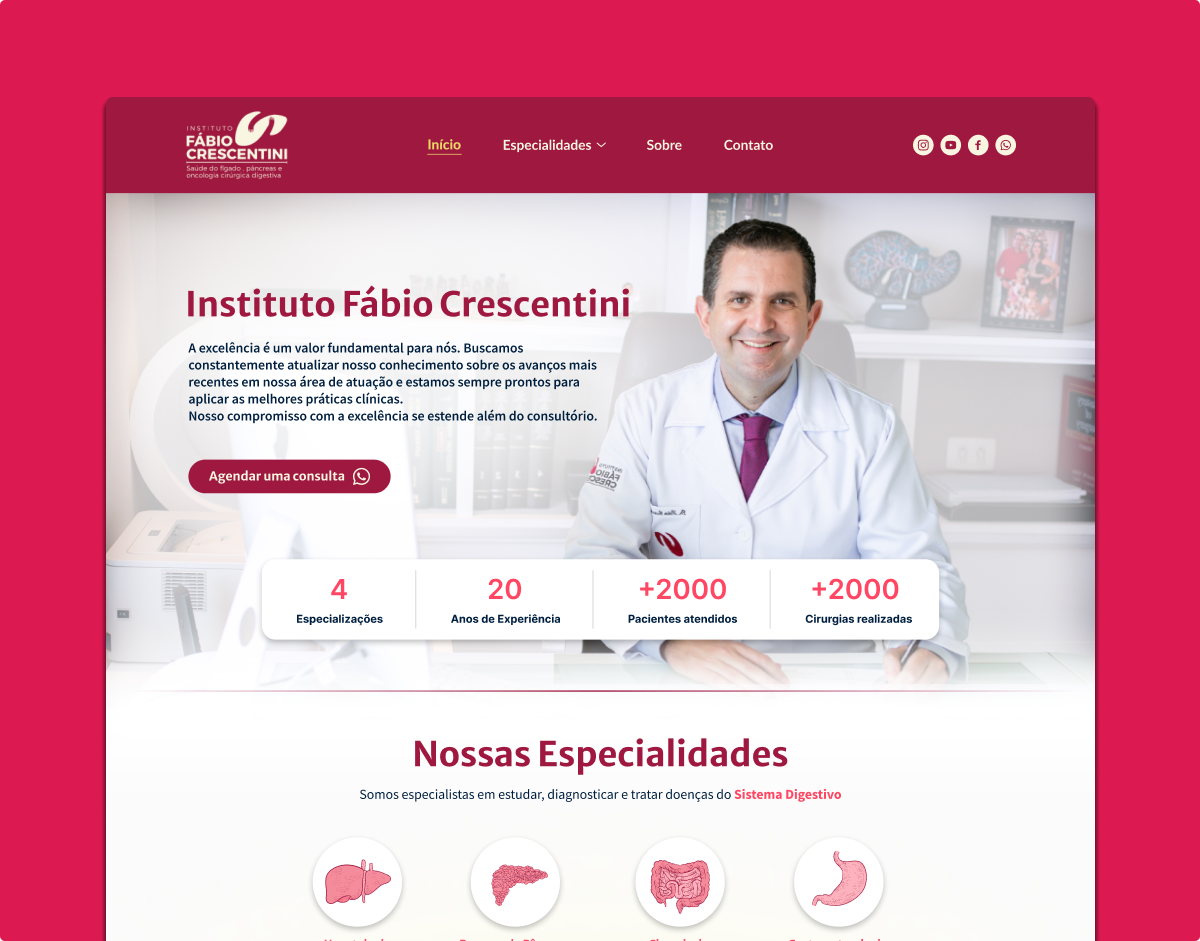 INSTITUTO
FÁBIO
CRESCENTINI
Saúde do fígado , pâncreas e
oncologia cirúrgica digestiva
Início
Especialidades
Sobre
Contato
Instituto Fábio Crescentini
A excelência é um valor fundamental para nós. Buscamos
constantemente atualizar nosso conhecimento sobre os avanços mais
recentes em nossa área de atuação e estamos sempre prontos para
aplicar as melhores práticas clínicas.
Nosso compromisso com a excelência se estende além do consultório.
Agendar uma consulta
INSTITUTO
FÁBIO
4
Especializações
20
Anos de Experiência
+2000
Pacientes atendidos
+2000
Cirurgias realizadas
Nossas Especialidades
Somos especialistas em estudar, diagnosticar e tratar doenças do Sistema Digestivo